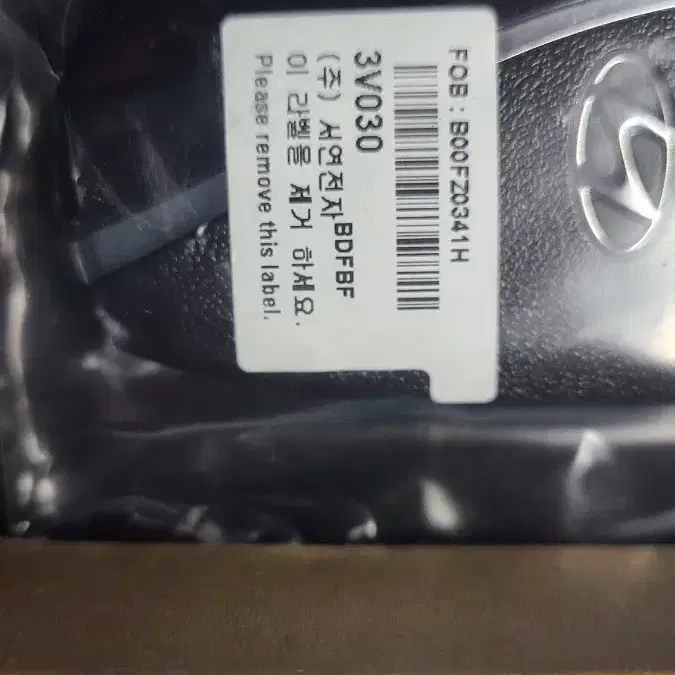 FOB : B00FZ0341H
3V030
(주) 서연전자BDFBF
이 라벨을 제거 하세요.
Please remove this label.